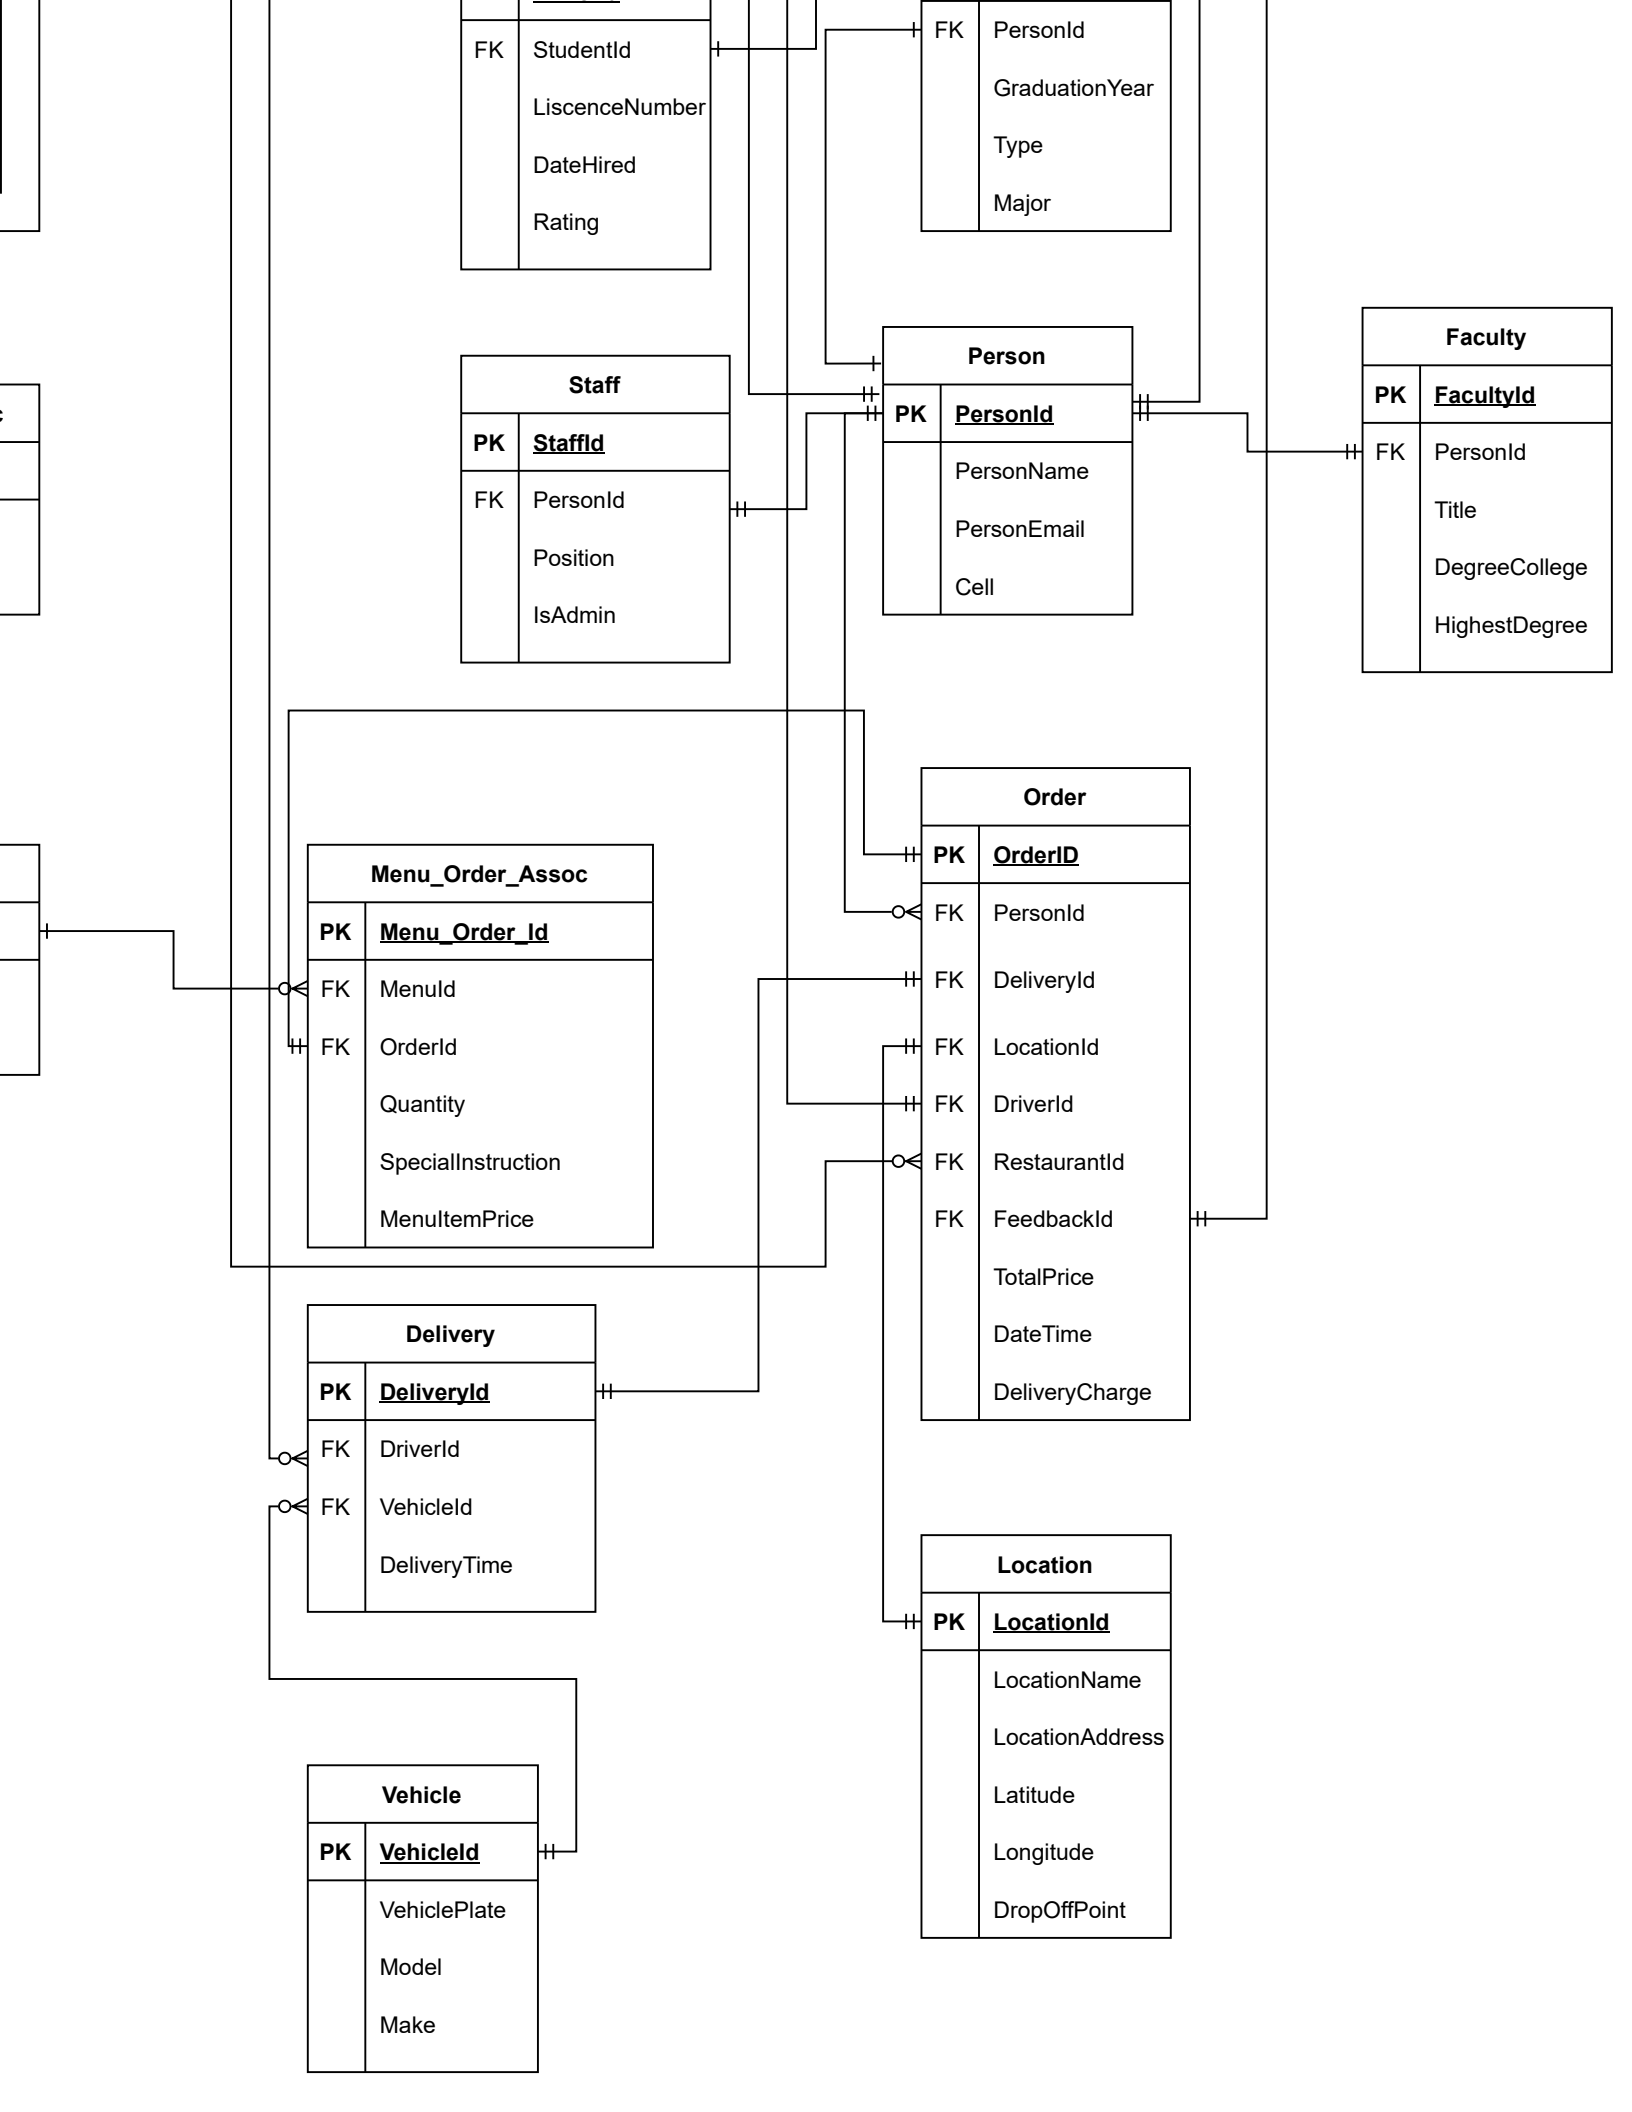 FK StudentId
LiscenceNumber
DateHired
Rating
FK PersonId
GraduationYear
Type
Major
Staff
PK StaffId
FK PersonId
Position
IsAdmin
Person
PK PersonId
PersonName
PersonEmail
Cell
Faculty
PK FacultyId
FK PersonId
Title
DegreeCollege
HighestDegree
Menu_Order_Assoc
PK Menu_Order_Id
FK MenuId
FK OrderId
Quantity
SpecialInstruction
MenuItemPrice
Order
PK OrderID
FK PersonId
FK DeliveryId
FK LocationId
FK DriverId
FK RestaurantId
FK FeedbackId
TotalPrice
DateTime
DeliveryCharge
Delivery
PK DeliveryId
FK DriverId
FK VehicleId
DeliveryTime
Location
PK LocationId
LocationName
LocationAddress
Latitude
Longitude
DropOffPoint
Vehicle
PK VehicleId
VehiclePlate
Model
Make